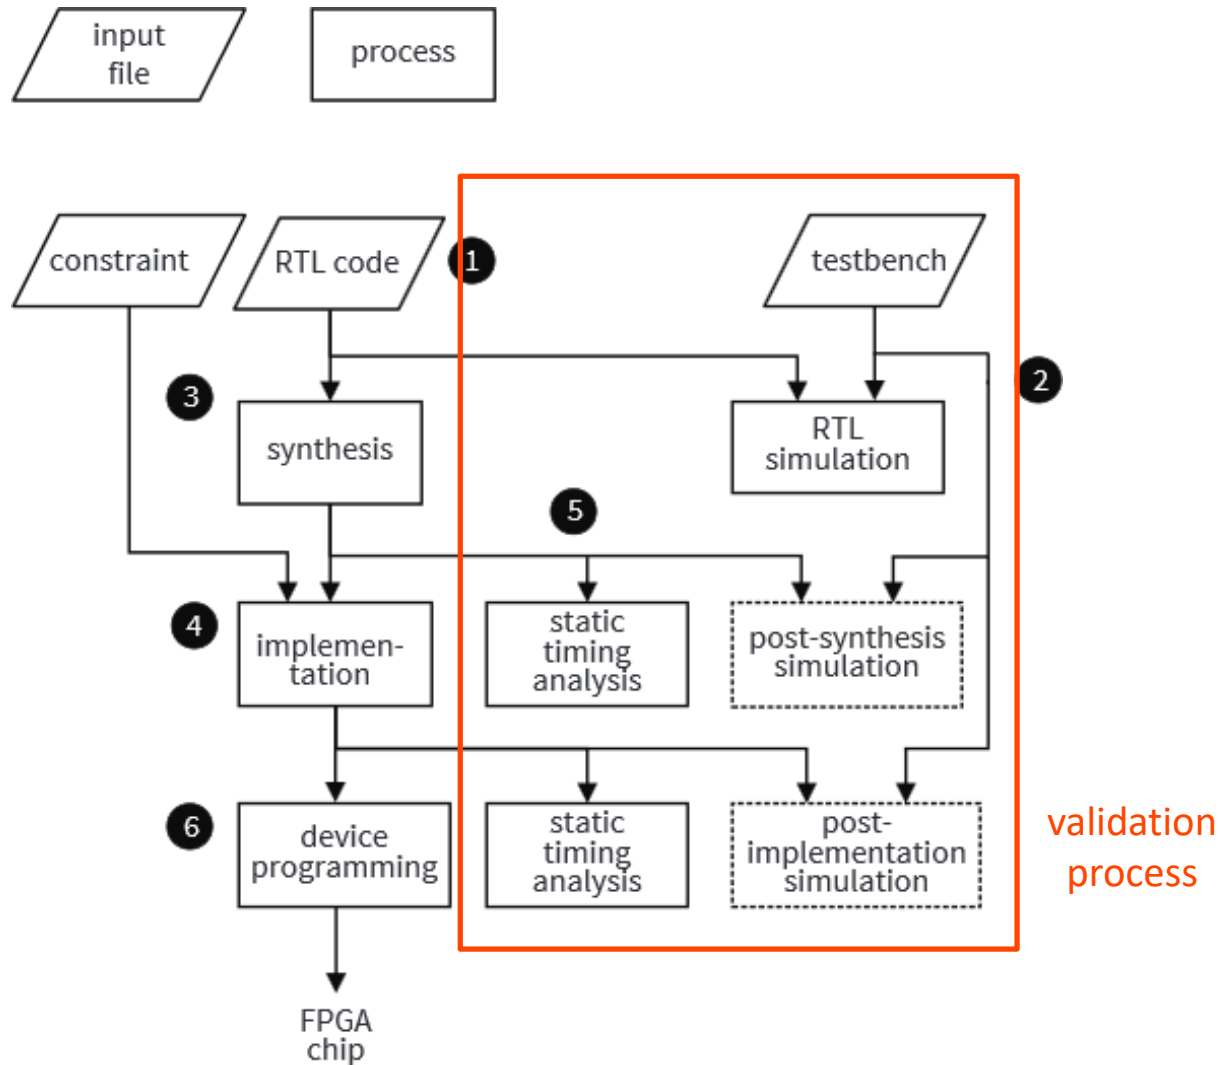 input
file
process
constraint
RTL code
1
testbench
2
3
synthesis
RTL
simulation
5
4
implemen-
tation
static
timing
analysis
post-synthesis
simulation
6
device
programming
static
timing
analysis
post-
implementation
simulation
validation
process
FPGA
chip